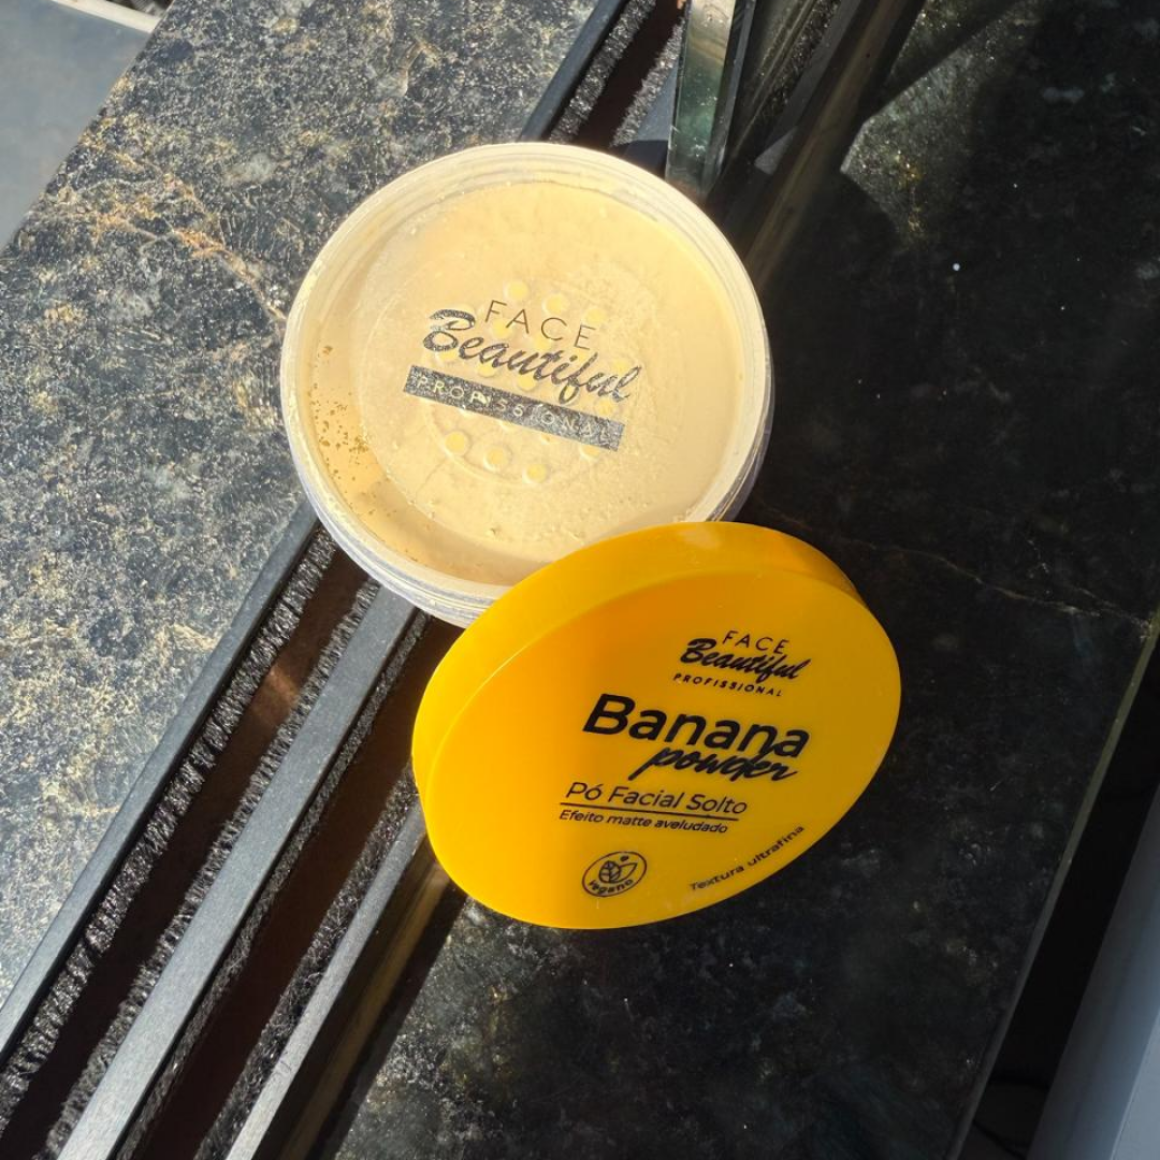 FACE
Beautiful
PROFISSIONAL
FACE
Beautiful
PROFISSIONAL
Banana
powder
Pó Facial Solto
Efeito matte aveludado
vegano
Textura ultrafina